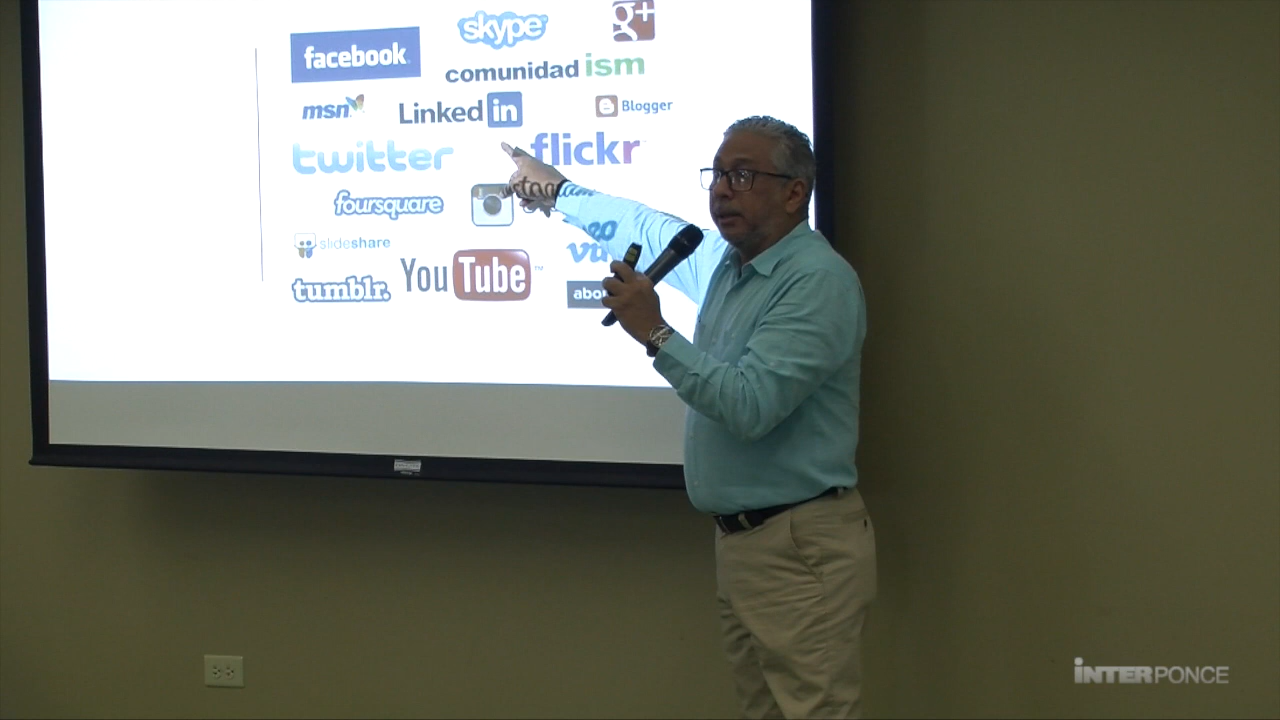 skype
g+
facebook.
comunidad ism
msn
Linked in
Blogger
twitter
flickr
foursquare
slideshare
You Tube
tumblr.
INTERPONCE